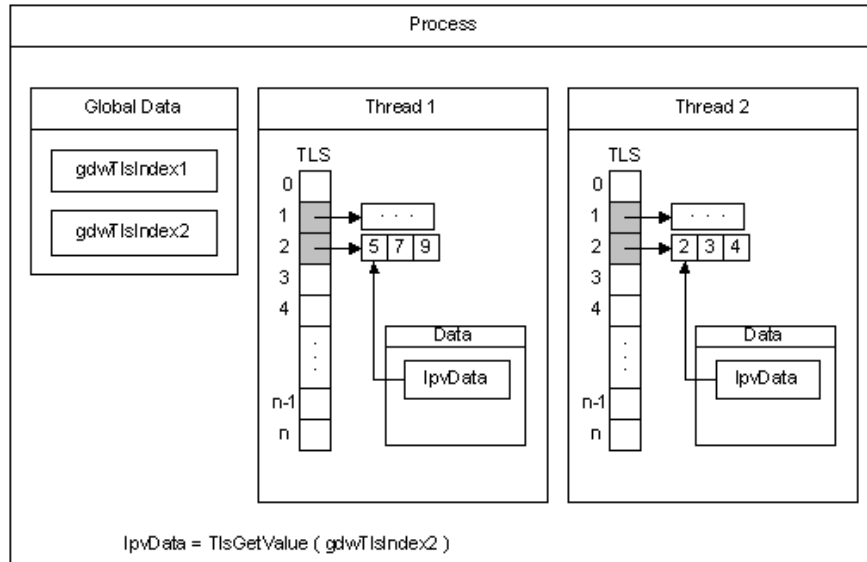 Process
Global Data
gdwTlsIndex1
gdwTlsIndex2
Thread 1
TLS
0
1
. . .
2
5 7 9
3
4
Data
lpvData
n-1
n
Thread 2
TLS
0
1
. . .
2
2 3 4
3
4
Data
lpvData
n-1
n
lpvData = TlsGetValue ( gdwTlsIndex2 )